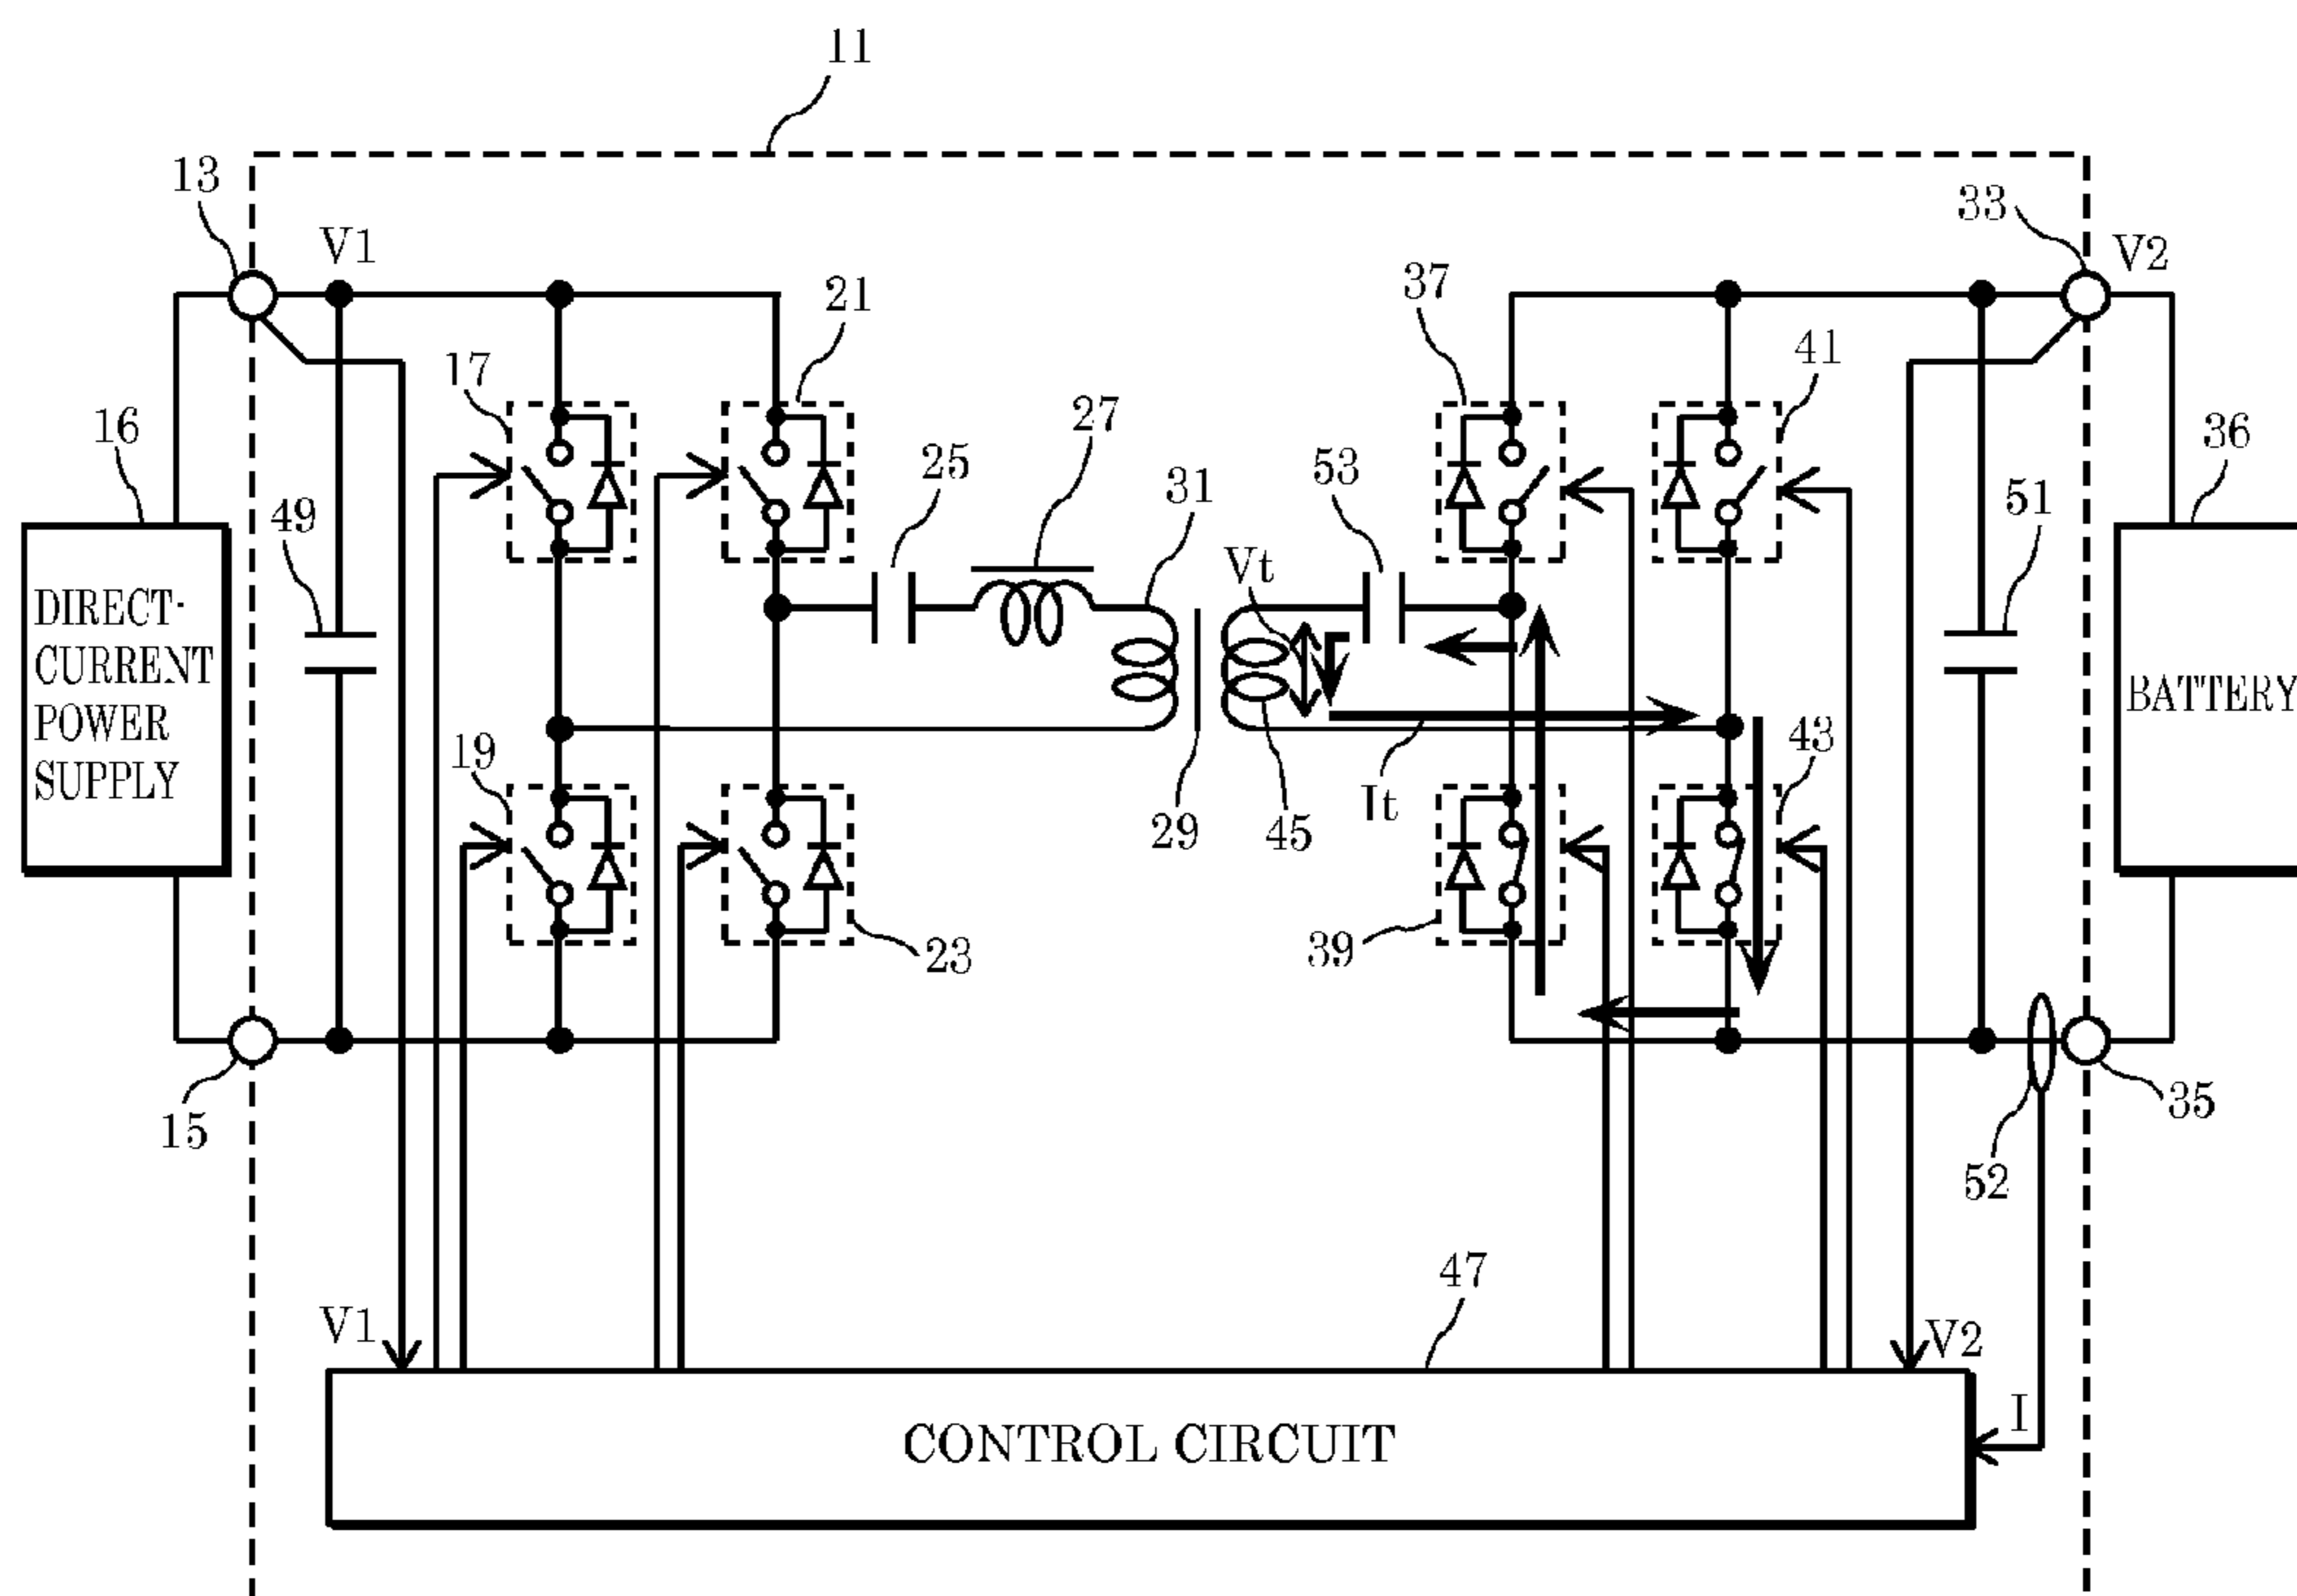 11
13
V1
33
V2
21
37
17
41
16
27
36
25
53
31
49
51
Vt
DIRECT-
CURRENT
POWER
SUPPLY
BATTERY
19
43
It
29
45
39
23
15
35
52
47
V1
V2
I
CONTROL CIRCUIT